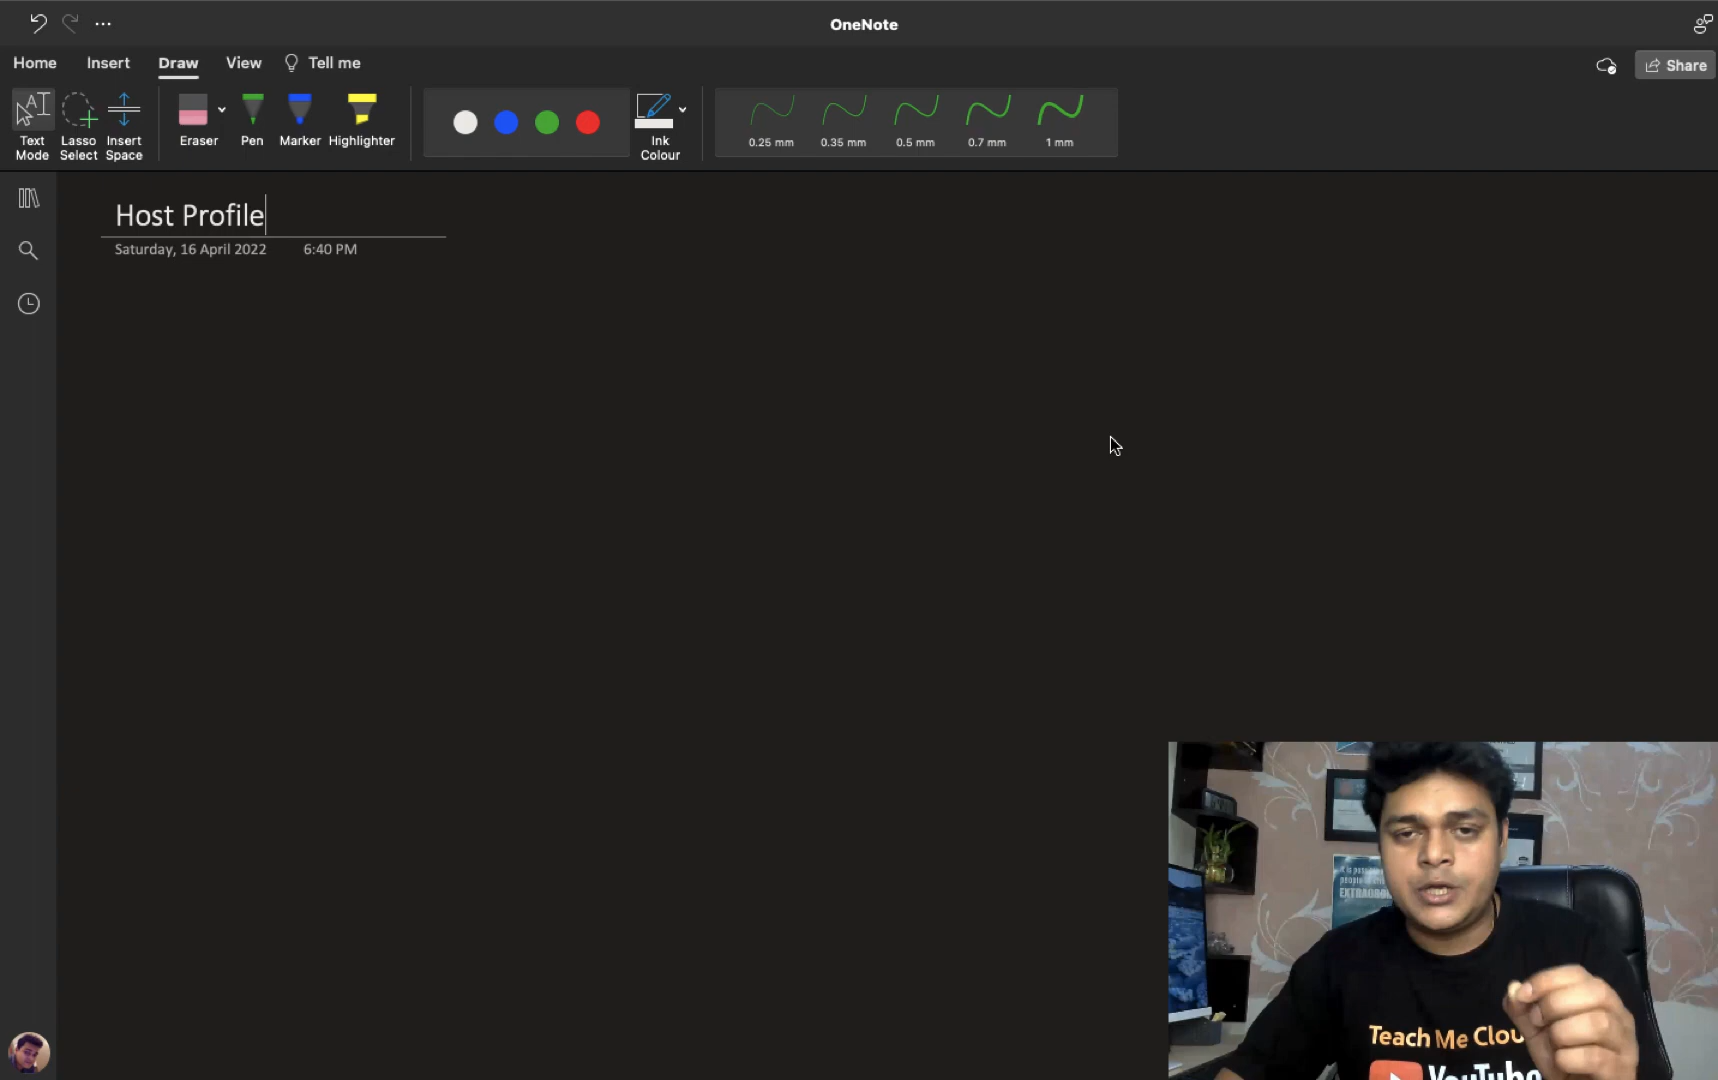 OneNote
Home Insert Draw View Tell me
Share
Text Mode
Lasso Select
Insert Space
Eraser
Pen
Marker
Highlighter
Ink Colour
0.25 mm 0.35 mm 0.5 mm 0.7 mm 1 mm
Host Profile
Saturday, 16 April 2022 6:40 PM
Teach Me Clou
YouTube